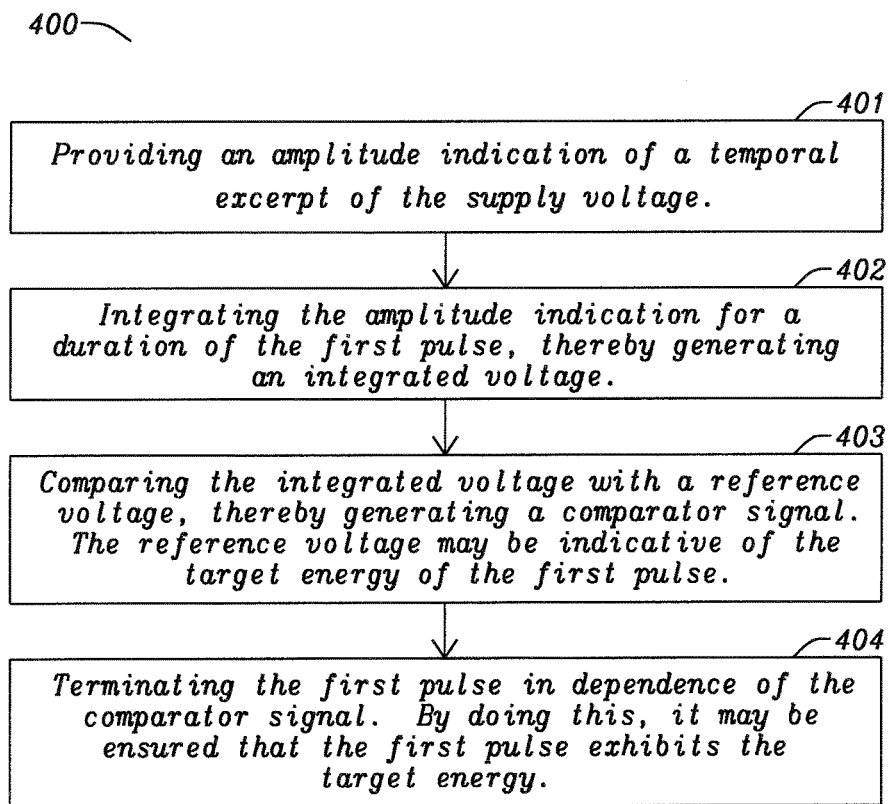 400
401
Providing an amplitude indication of a temporal
excerpt of the supply voltage.
402
Integrating the amplitude indication for a
duration of the first pulse, thereby generating
an integrated voltage.
403
Comparing the integrated voltage with a reference
voltage, thereby generating a comparator signal.
The reference voltage may be indicative of the
target energy of the first pulse.
404
Terminating the first pulse in dependence of the
comparator signal. By doing this, it may be
ensured that the first pulse exhibits the
target energy.